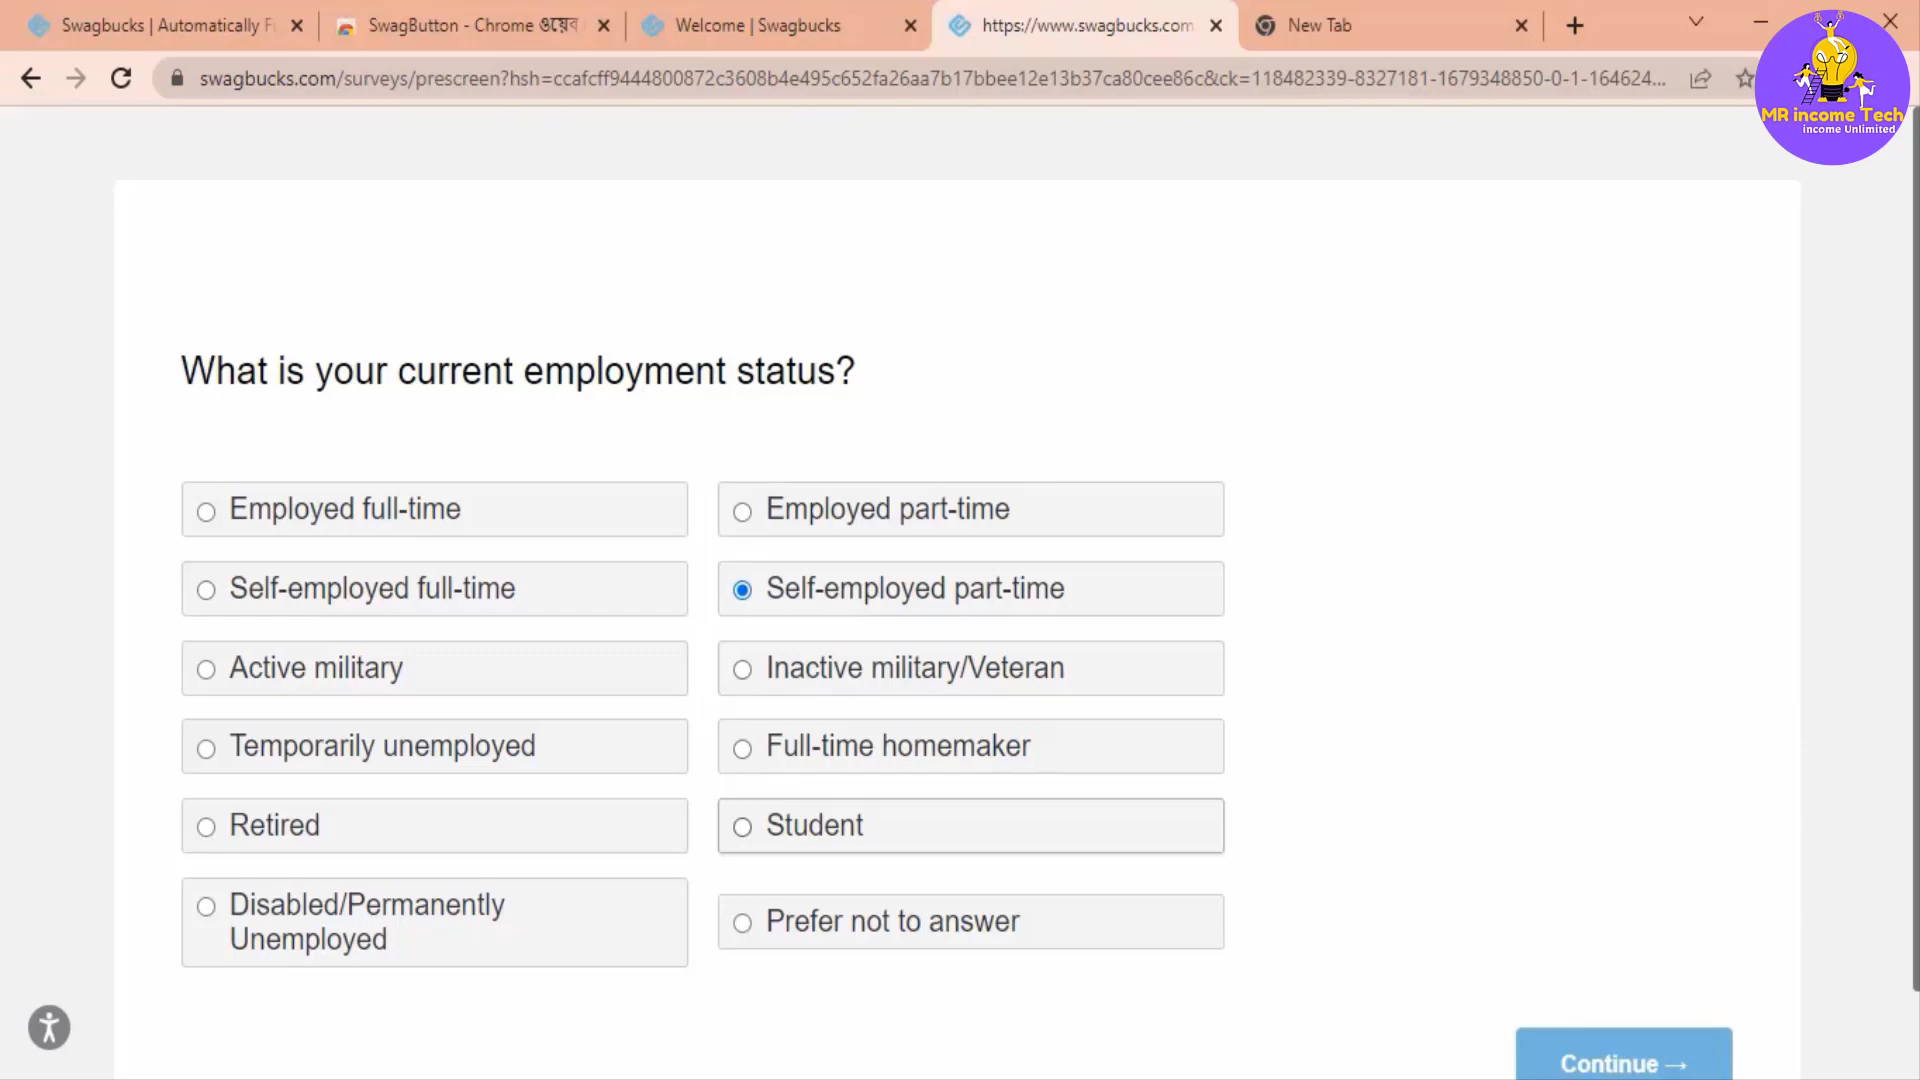 Swagbucks | Automatically F
SwagButton - Chrome ওয়েব
Welcome | Swagbucks
https://www.swagbucks.com
New Tab
swagbucks.com/surveys/prescreen?hsh=ccafcff9444800872c3608b4e495c652fa26aa7b17bbee12e13b37ca80cee86c&ck=118482339-8327181-1679348850-0-1-164624...
MR income Tech
income Unlimited
What is your current employment status?
Employed full-time
Employed part-time
Self-employed full-time
Self-employed part-time
Active military
Inactive military/Veteran
Temporarily unemployed
Full-time homemaker
Retired
Student
Disabled/Permanently
Unemployed
Prefer not to answer
Continue →